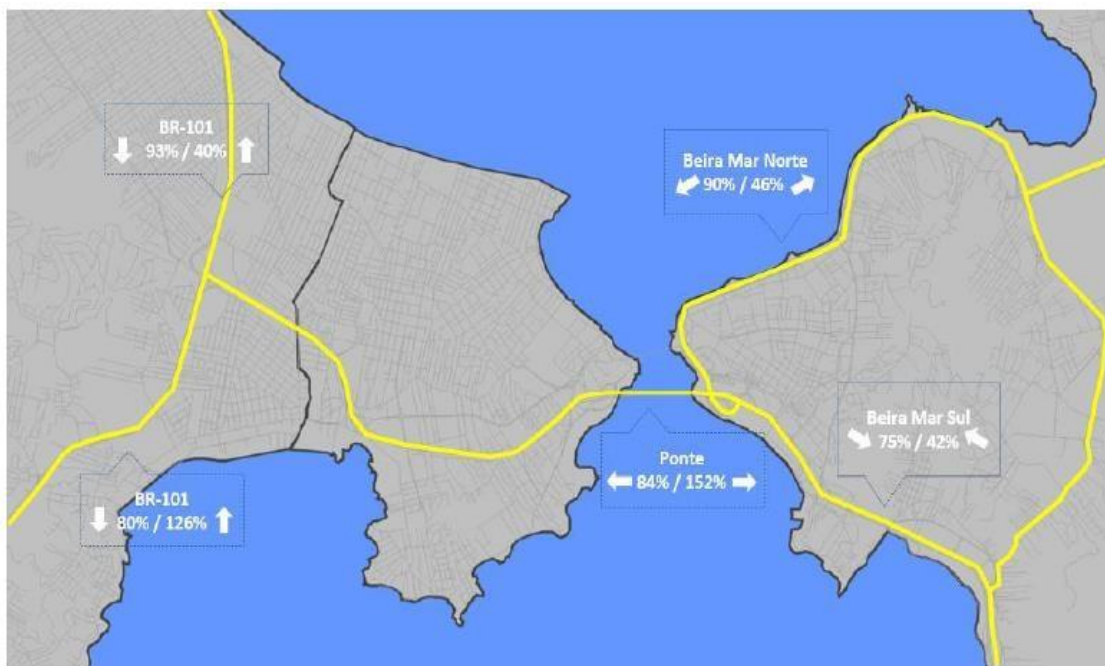 BR-101
93% / 40%
Beira Mar Norte
90% / 46%
Beira Mar Sul
75% / 42%
Ponte
84% / 152%
BR-101
80% / 126%